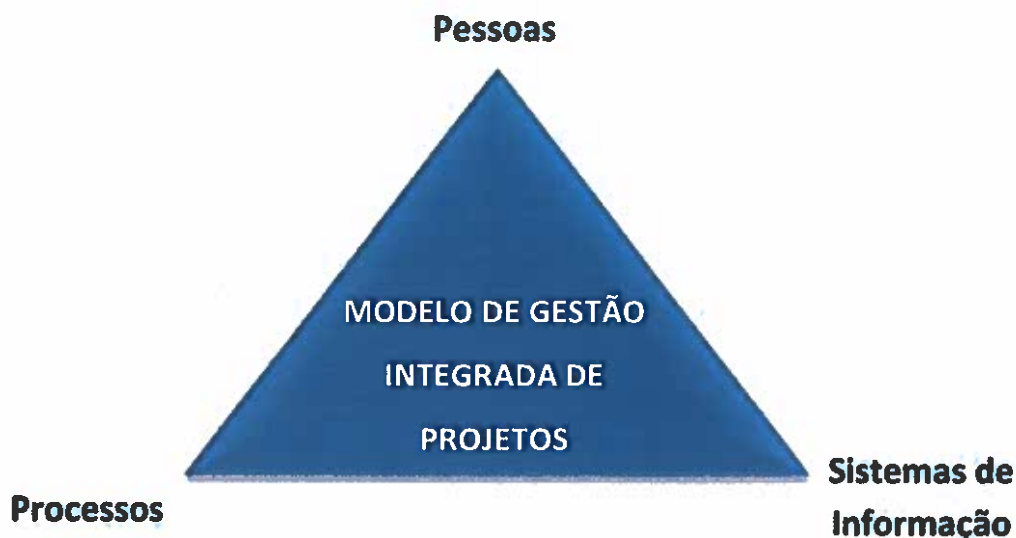 Pessoas
MODELO DE GESTÃO
INTEGRADA DE
PROJETOS
Processos
Sistemas de
Informação